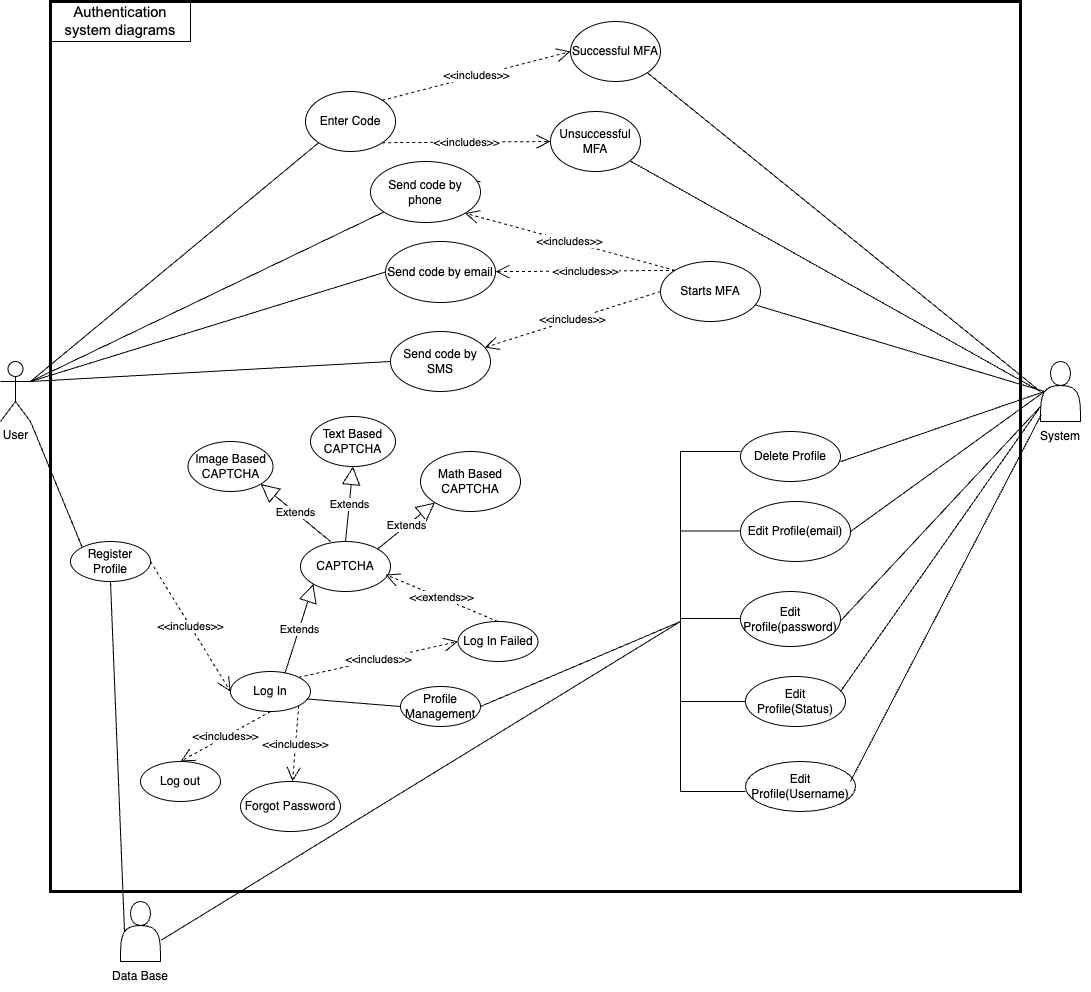 Authentication
system diagrams
Successful MFA
<<includes>>
Enter Code
Unsuccessful
MFA
<<includes>>
Send code by
phone
<<includes>>
Send code by email
<<includes>>
Starts MFA
<<includes>>
Send code by
SMS
User
System
Text Based
CAPTCHA
Image Based
CAPTCHA
Math Based
CAPTCHA
Extends
Extends
Extends
Delete Profile
Edit Profile(email)
Register
Profile
CAPTCHA
<<extends>>
Edit
Profile(password)
<<includes>>
Extends
Log In Failed
<<includes>>
Log In
Profile
Management
Edit
Profile(Status)
<<includes>>
<<includes>>
Log out
Forgot Password
Edit
Profile(Username)
Data Base